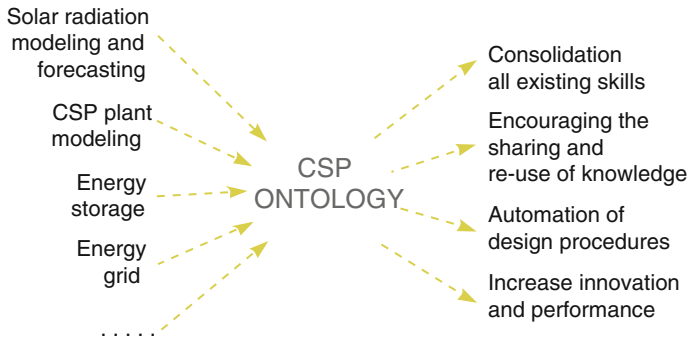 Solar radiation
modeling and
forecasting
CSP plant
modeling
Energy
storage
Energy
grid
. . . . .
CSP
ONTOLOGY
Consolidation
all existing skills
Encouraging the
sharing and
re-use of knowledge
Automation of
design procedures
Increase innovation
and performance